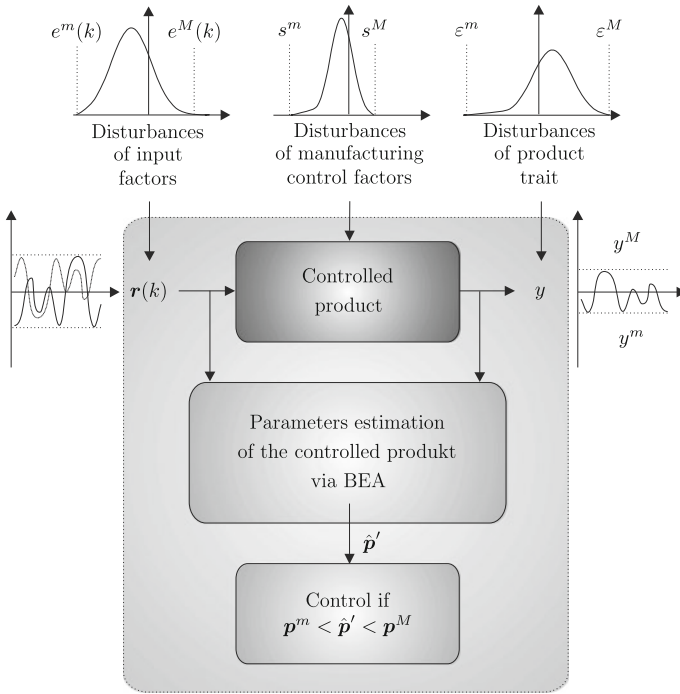 e^m(k) e^M(k) s^m s^M ε^m ε^M
Disturbances
of input
factors
Disturbances
of manufacturing
control factors
Disturbances
of product
trait
y^M
r(k)
Controlled
product
y
y^m
Parameters estimation
of the controlled produkt
via BEA
p̂′
Control if
p^m < p̂′ < p^M